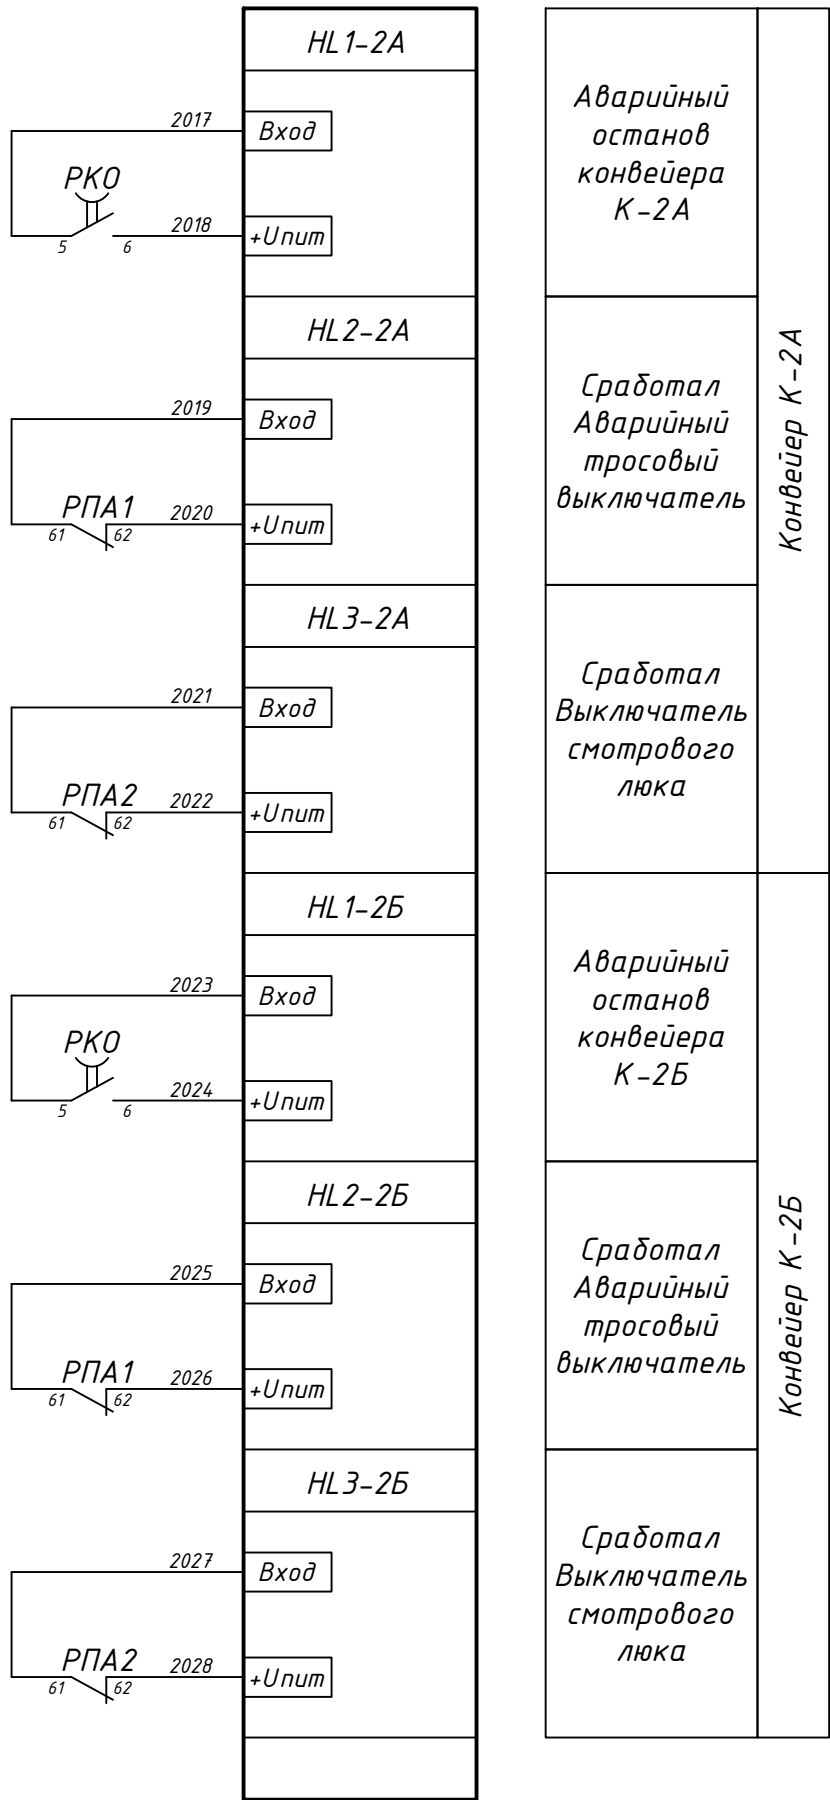 HL1-2А
2017
Вход
РКО
5
6
2018
+Uпит
Аварийный
останов
конвейера
К-2А
HL2-2А
2019
Вход
РПА1
61
62
2020
+Uпит
Сработал
Аварийный
тросовый
выключатель
HL3-2А
2021
Вход
РПА2
61
62
2022
+Uпит
Сработал
Выключатель
смотрового
люка
Конвейер К-2А
HL1-2Б
2023
Вход
РКО
5
6
2024
+Uпит
Аварийный
останов
конвейера
К-2Б
HL2-2Б
2025
Вход
РПА1
61
62
2026
+Uпит
Сработал
Аварийный
тросовый
выключатель
HL3-2Б
2027
Вход
РПА2
61
62
2028
+Uпит
Сработал
Выключатель
смотрового
люка
Конвейер К-2Б